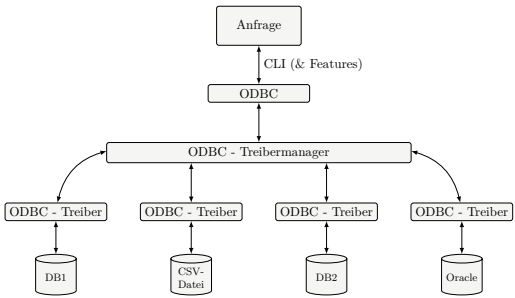 Anfrage
CLI (& Features)
ODBC
ODBC - Treibermanager
ODBC - Treiber
ODBC - Treiber
ODBC - Treiber
ODBC - Treiber
DB1
CSV-
Datei
DB2
Oracle